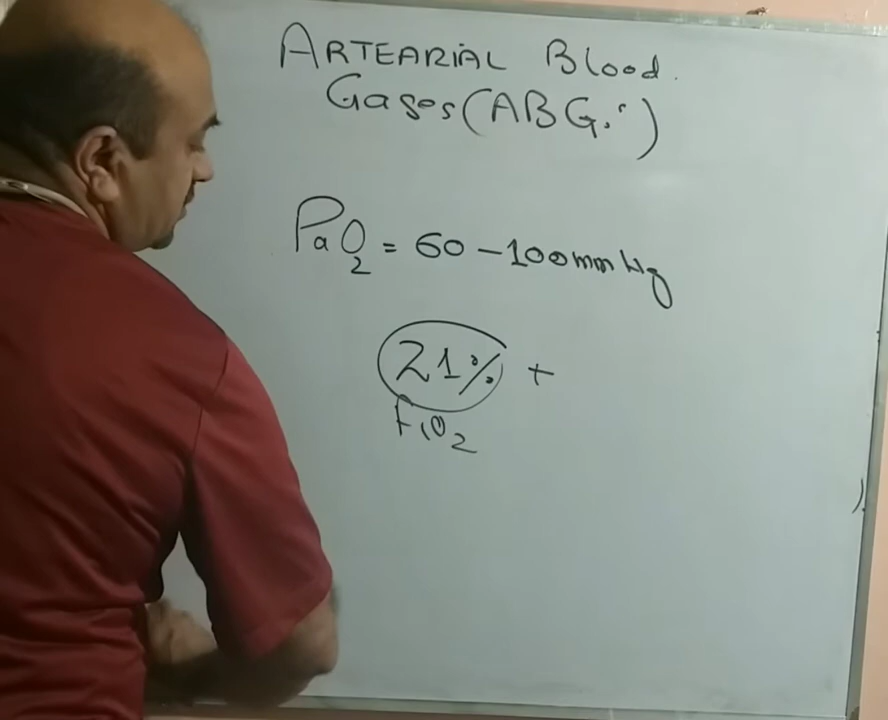 ARTEARIAL Blood.
Gases (ABG.s)
PaO2 = 60 - 100 mm Hg
21% +
FiO2
)